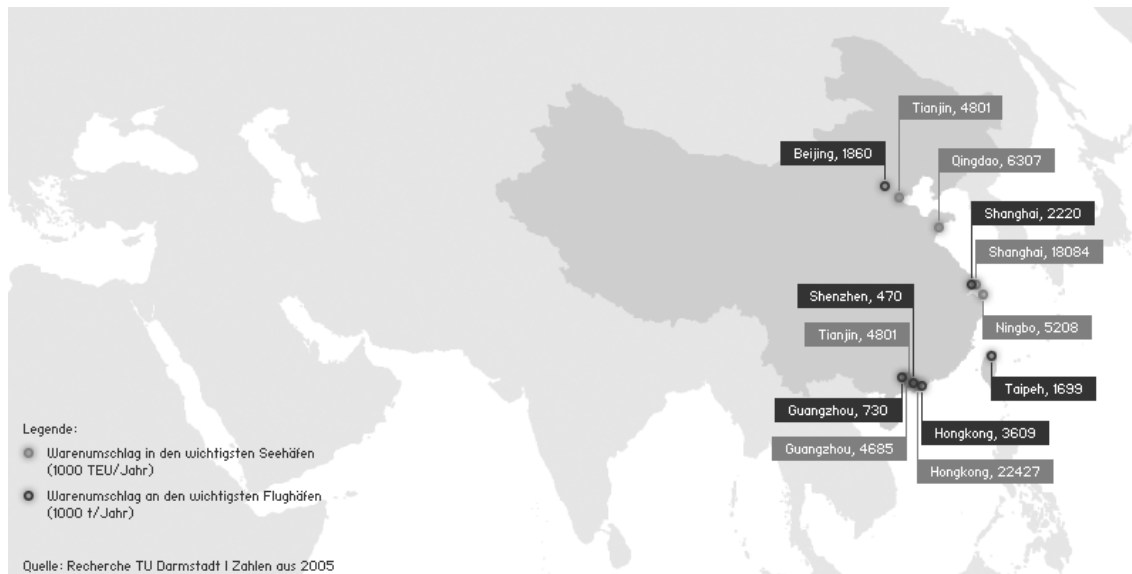 Tianjin, 4801
Beijing, 1860
Qingdao, 6307
Shanghai, 2220
Shanghai, 18084
Shenzhen, 470
Ningbo, 5208
Tianjin, 4801
Taipeh, 1699
Guangzhou, 730
Hongkong, 3609
Guangzhou, 4685
Hongkong, 22427
Legende:
Warenumschlag in den wichtigsten Seehäfen
(1000 TEU/Jahr)
Warenumschlag an den wichtigsten Flughäfen
(1000 t/Jahr)
Quelle: Recherche TU Darmstadt | Zahlen aus 2005